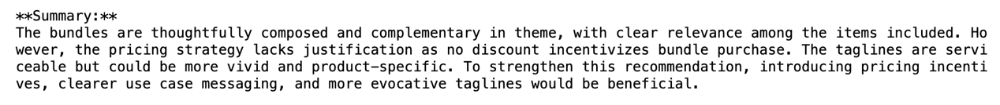 **Summary:**
The bundles are thoughtfully composed and complementary in theme, with clear relevance among the items included. Ho
wever, the pricing strategy lacks justification as no discount incentivizes bundle purchase. The taglines are servi
ceable but could be more vivid and product-specific. To strengthen this recommendation, introducing pricing incenti
ves, clearer use case messaging, and more evocative taglines would be beneficial.